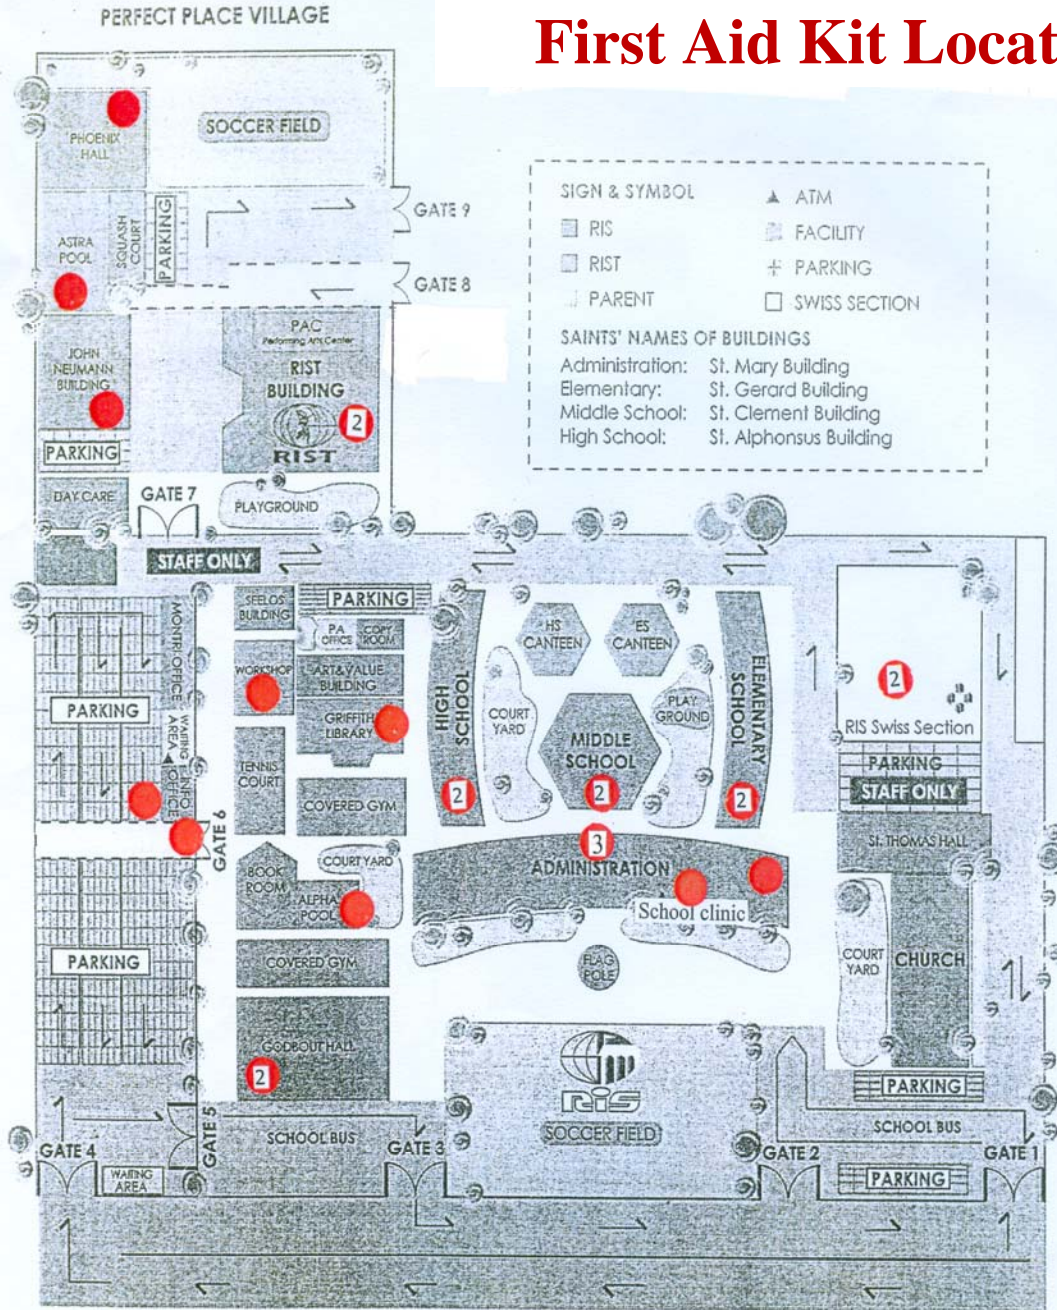 PERFECT PLACE VILLAGE
First Aid Kit Locat
PHOENIX
HALL
SOCCER FIELD
ASTRA
POOL
SQUASH
COURT
PARKING
GATE 9
GATE 8
SIGN & SYMBOL
RIS
RIST
PARENT
ATM
FACILITY
PARKING
SWISS SECTION
SAINTS' NAMES OF BUILDINGS
Administration: St. Mary Building
Elementary: St. Gerard Building
Middle School: St. Clement Building
High School: St. Alphonsus Building
JOHN
NEUMANN
BUILDING
PAC
Performing Arts Center
RIST
BUILDING
2
RIST
PARKING
DAY CARE
GATE 7
PLAYGROUND
STAFF ONLY
SEELOS
BUILDING
PARKING
PA
OFFICE
COPY
ROOM
WORKSHOP
ART&VALUE
BUILDING
GRIFFITH
LIBRARY
MONTRI OFFICE
PARKING
WAITING
AREA
INFO
OFFICE
GATE 6
TENNIS
COURT
COVERED GYM
HIGH
SCHOOL
2
HS
CANTEEN
ES
CANTEEN
COURT
YARD
MIDDLE
SCHOOL
2
PLAY
GROUND
ELEMENTARY
SCHOOL
2
2
RIS Swiss Section
PARKING
STAFF ONLY
ST. THOMAS HALL
3
ADMINISTRATION
School clinic
BOOK
ROOM
COURT YARD
ALPHA
POOL
PARKING
COVERED GYM
FLAG
POLE
COURT
YARD
CHURCH
GODBOUT HALL
2
RIS
SOCCER FIELD
PARKING
SCHOOL BUS
GATE 5
SCHOOL BUS
GATE 4
WAITING
AREA
GATE 3
GATE 2
PARKING
GATE 1